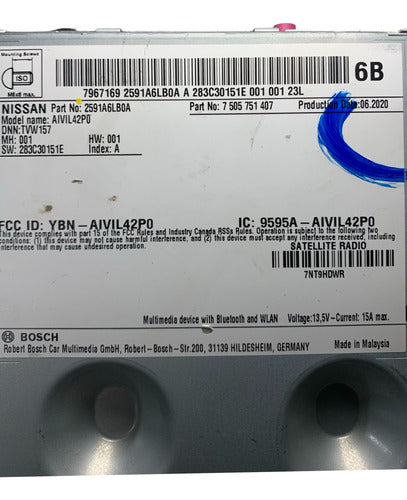 Mounting Screws
ISO
M5x8 max.
7967169 2591A6LB0A A 283C30151E 001 001 23L
6B
NISSAN Part No: 2591A6LB0A Part No: 7 505 751 407 Production Date:06.2020
Model name: AIVIL42P0
DNN:TVW157
MH: 001 HW: 001
SW: 283C30151E Index: A
FCC ID: YBN-AIVIL42P0 IC: 9595A-AIVIL42P0
This device complies with part 15 of the FCC Rules and Industry Canada RSSs Rules. Operation is subject to the following two
conditions: (1) this device may not cause harmful interference, and (2) this device must accept any interference received, including
interference that may cause undesired operation.
SATELLITE RADIO
7NT9HDWR
Multimedia device with Bluetooth and WLAN Voltage:13,5V-Current: 15A max.
BOSCH
Robert Bosch Car Multimedia GmbH, Robert-Bosch-Str.200, 31139 HILDESHEIM, GERMANY Made in Malaysia